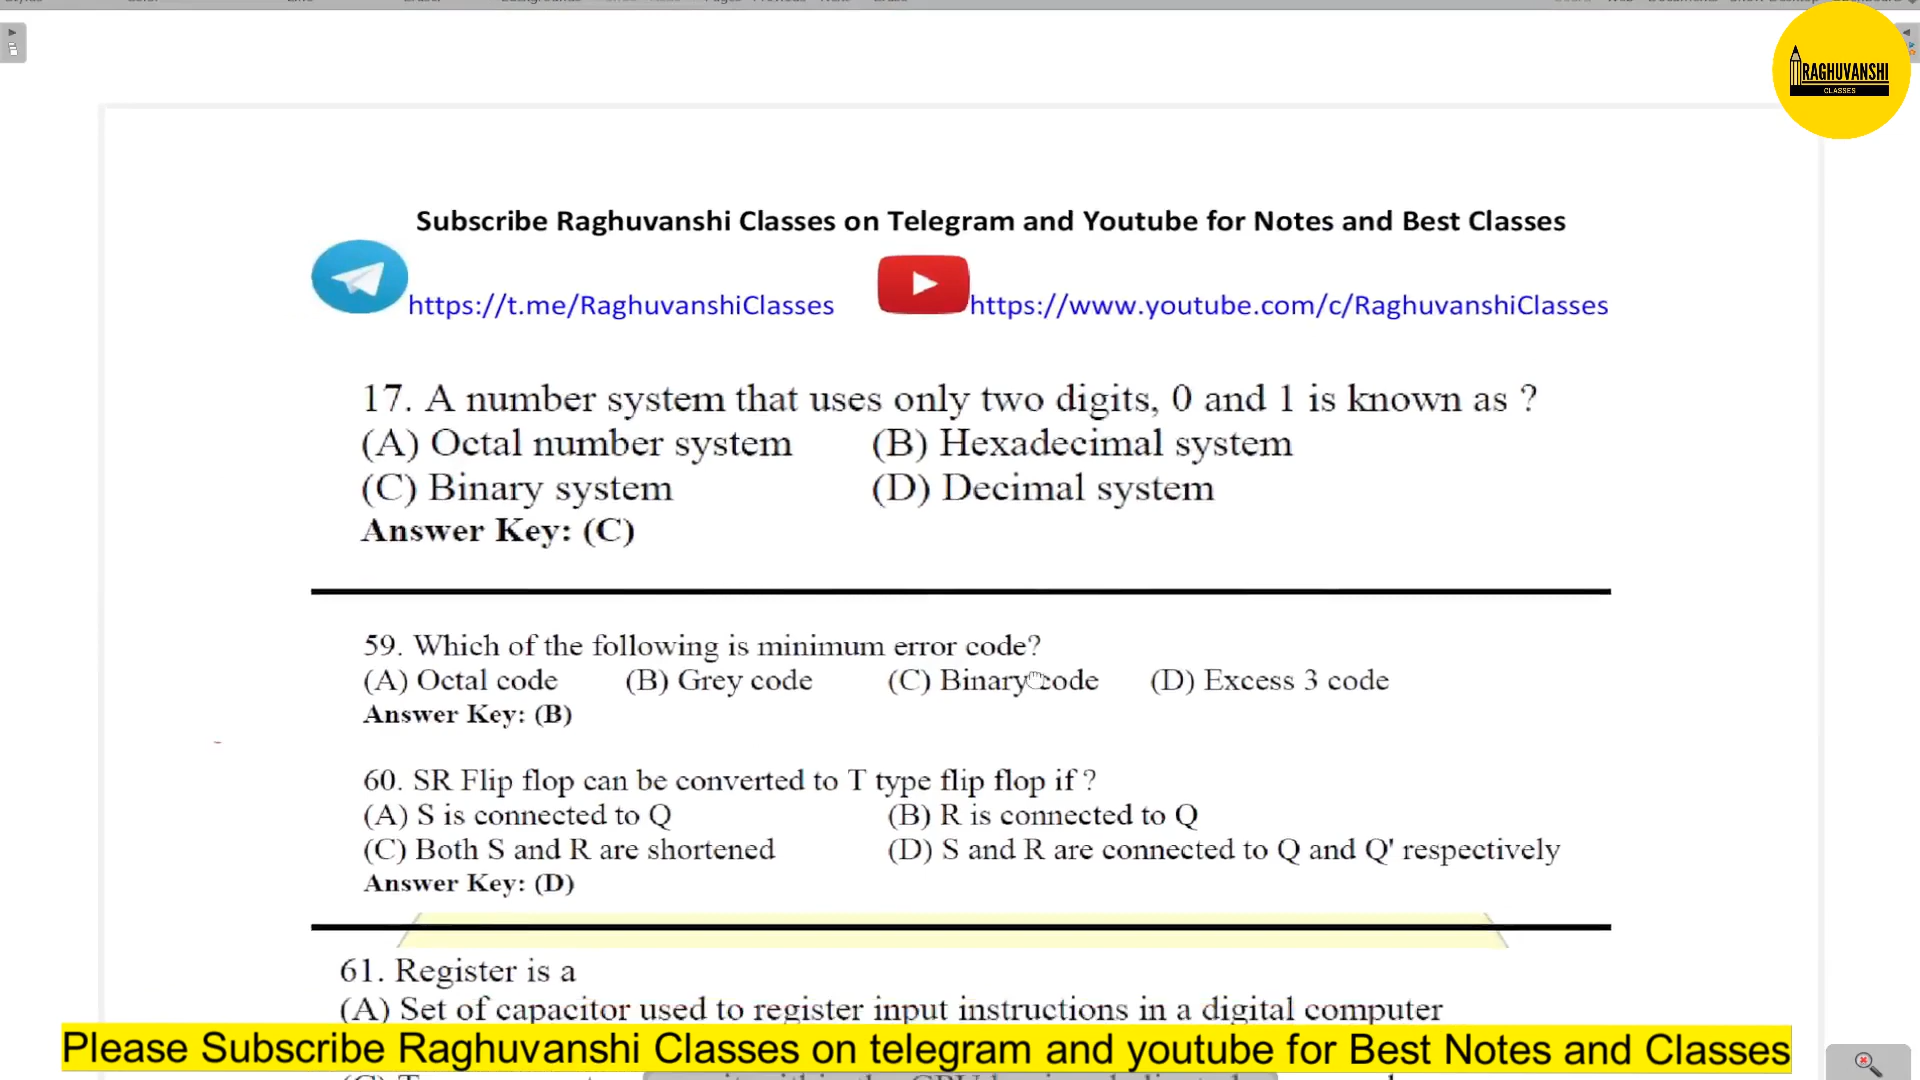 RAGHUVANSHI
CLASSES
Subscribe Raghuvanshi Classes on Telegram and Youtube for Notes and Best Classes
https://t.me/RaghuvanshiClasses https://www.youtube.com/c/RaghuvanshiClasses
17. A number system that uses only two digits, 0 and 1 is known as ?
(A) Octal number system (B) Hexadecimal system
(C) Binary system (D) Decimal system
Answer Key: (C)
59. Which of the following is minimum error code?
(A) Octal code (B) Grey code (C) Binary code (D) Excess 3 code
Answer Key: (B)
60. SR Flip flop can be converted to T type flip flop if ?
(A) S is connected to Q (B) R is connected to Q
(C) Both S and R are shortened (D) S and R are connected to Q and Q' respectively
Answer Key: (D)
61. Register is a
(A) Set of capacitor used to register input instructions in a digital computer
Please Subscribe Raghuvanshi Classes on telegram and youtube for Best Notes and Classes